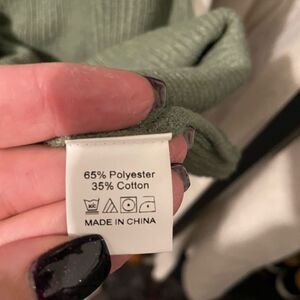 65% Polyester
35% Cotton
MADE IN CHINA